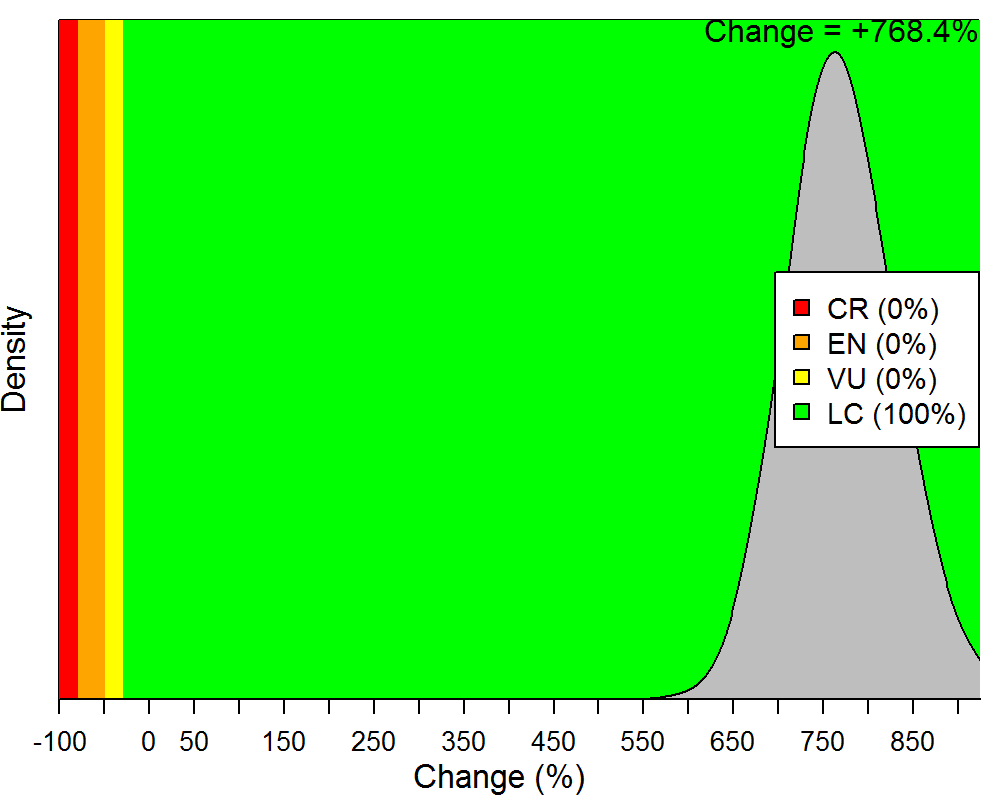 Change = +768.4%
Density
CR (0%)
EN (0%)
VU (0%)
LC (100%)
-100 0 50 150 250 350 450 550 650 750 850
Change (%)